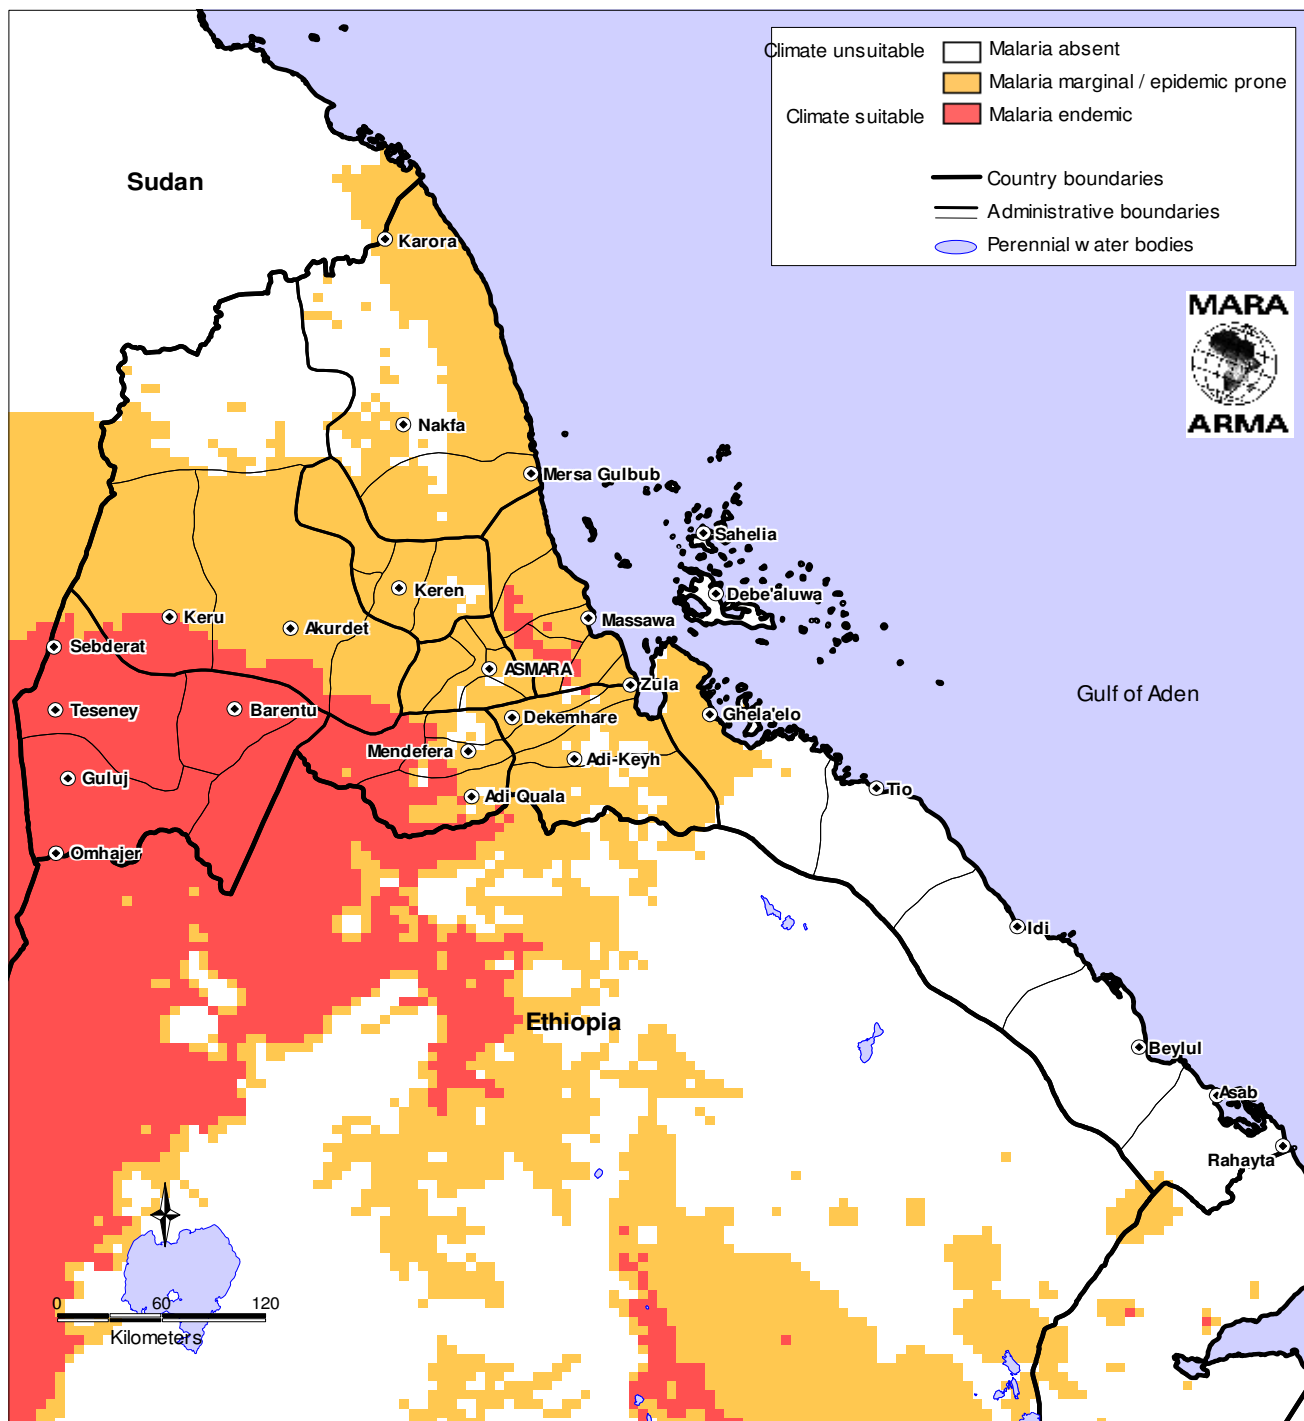 Climate unsuitable
Malaria absent
Malaria marginal / epidemic prone
Climate suitable
Malaria endemic
Country boundaries
Administrative boundaries
Perennial water bodies
MARA
ARMA
Sudan
Karora
Nakfa
Mersa Gulbub
Sahelia
Keren
Debe'aluwa
Keru
Akurdet
Massawa
Sebderat
ASMARA
Zula
Gulf of Aden
Teseney
Barentu
Dekemhare
Ghela'elo
Mendefera
Adi-Keyh
Guluj
Adi Quala
Tio
Omhajer
Idi
Ethiopia
Beylul
Asab
Rahayta
0 60 120
Kilometers